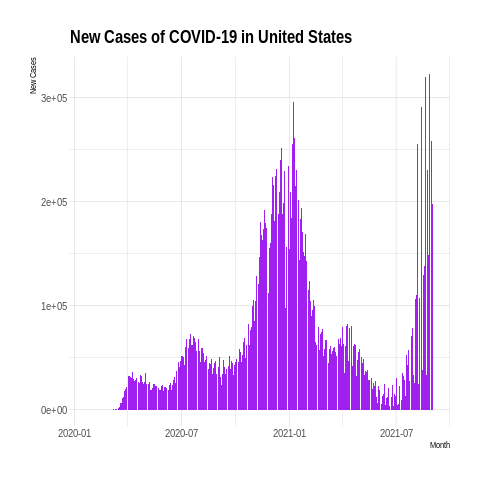 New Cases of COVID-19 in United States
New Cases
3e+05
2e+05
1e+05
0e+00
2020-01
2020-07
2021-01
2021-07
Month